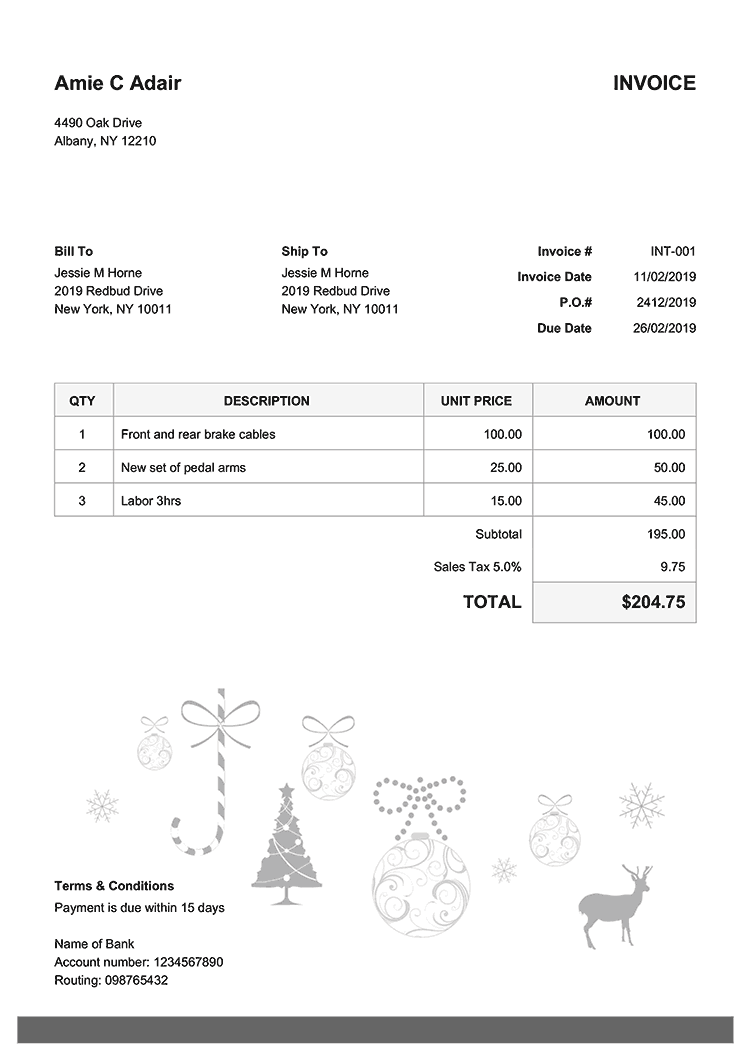 Amie C Adair
INVOICE
4490 Oak Drive
Albany, NY 12210
Bill To
Jessie M Horne
2019 Redbud Drive
New York, NY 10011
Ship To
Jessie M Horne
2019 Redbud Drive
New York, NY 10011
Invoice # INT-001
Invoice Date 11/02/2019
P.O.# 2412/2019
Due Date 26/02/2019
QTY DESCRIPTION UNIT PRICE AMOUNT
1 Front and rear brake cables 100.00 100.00
2 New set of pedal arms 25.00 50.00
3 Labor 3hrs 15.00 45.00
Subtotal 195.00
Sales Tax 5.0% 9.75
TOTAL $204.75
Terms & Conditions
Payment is due within 15 days
Name of Bank
Account number: 1234567890
Routing: 098765432